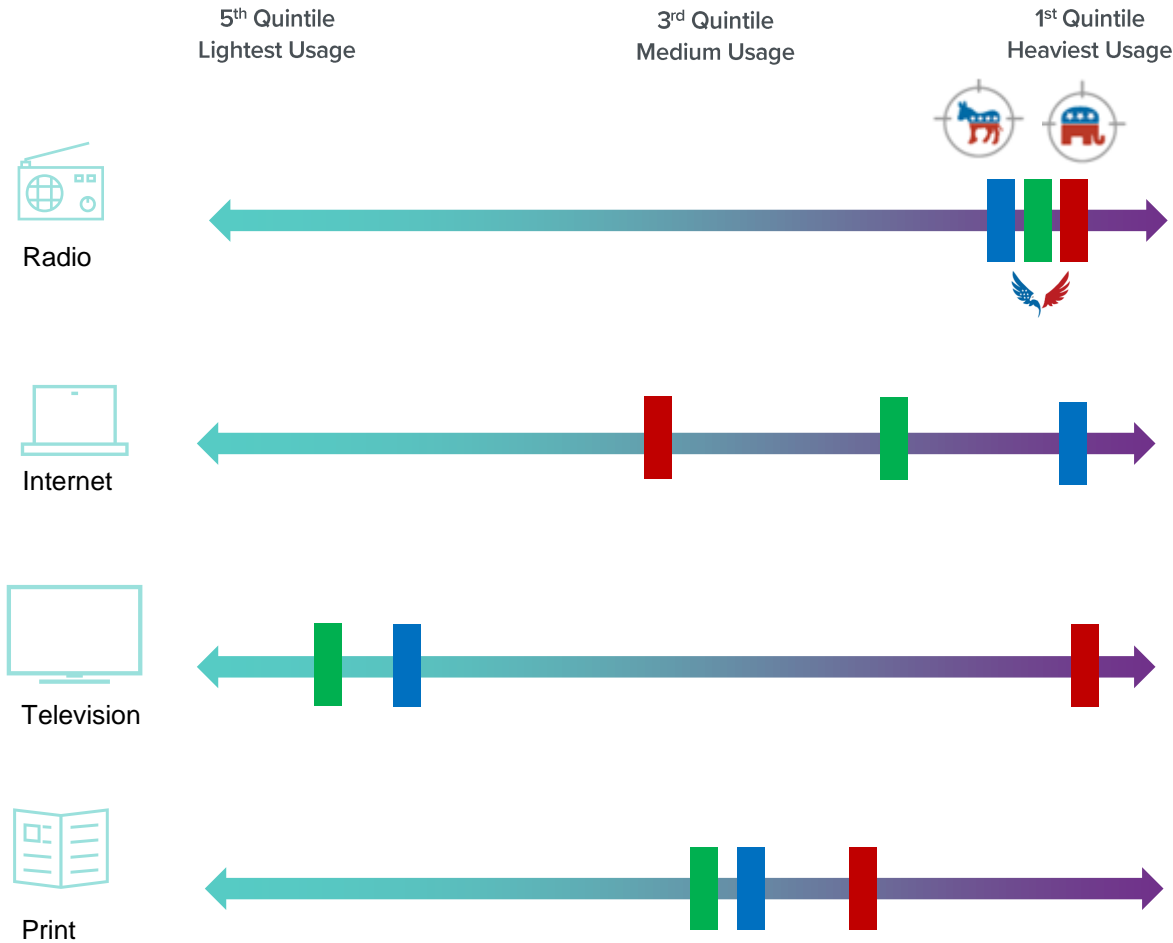 5th Quintile
Lightest Usage
3rd Quintile
Medium Usage
1st Quintile
Heaviest Usage
Radio
Internet
Television
Print